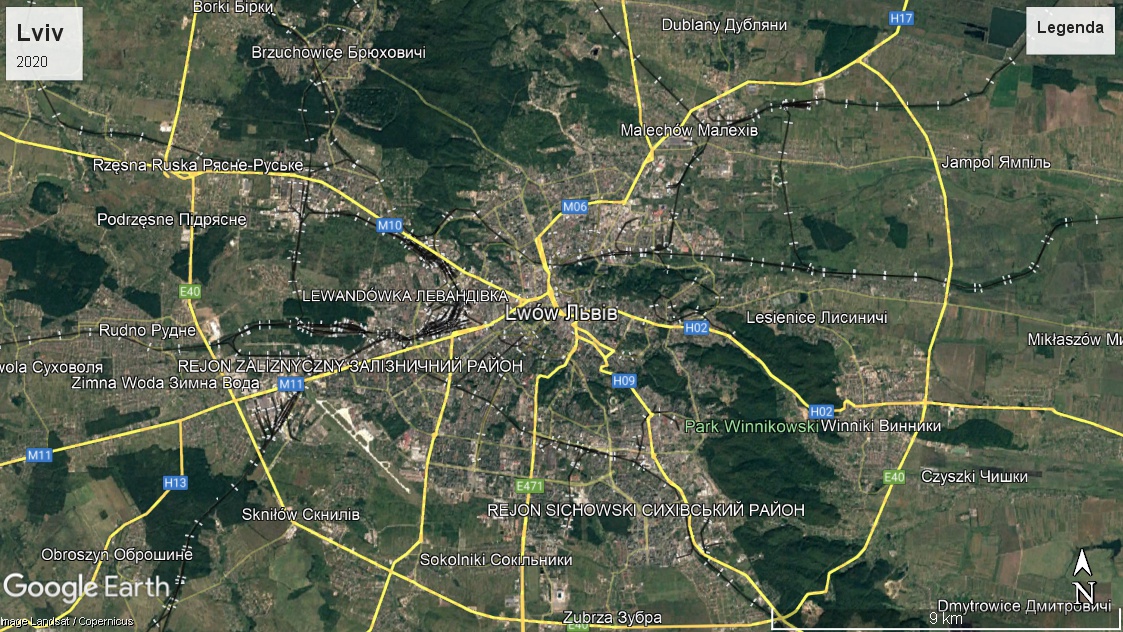 Borki Бірки
Lviv
2020
Dublany Дубляни
H17
Legenda
Brzuchowice Брюховичі
Malechów Малехів
Rzęsna Ruska Рясне-Руське
Jampol Ямпіль
M06
Podrzęsne Підрясне
M10
E40
LEWANDÓWKA ЛЕВАНДІВКА
Lwów Львів
Lesienice Лисиничі
H02
Rudno Рудне
Mikłaszów Ми
wola Суховоля
REJON ZALIZNYCZNY ЗАЛІЗНИЧНИЙ РАЙОН
Zimna Woda Зимна Вода
M11
H09
H02
Park Winnikowski
Winniki Винники
M11
H13
E471
E40
Czyszki Чишки
Skniłów Скнилів
REJON SICHOWSKI СИХІВСЬКИЙ РАЙОН
Obroszyn Оброшине
Sokolniki Сокільники
Google Earth
N
Dmytrowice Дмитровичі
Zubrza Зубра
9 km
E40
mage Landsat / Copernicus